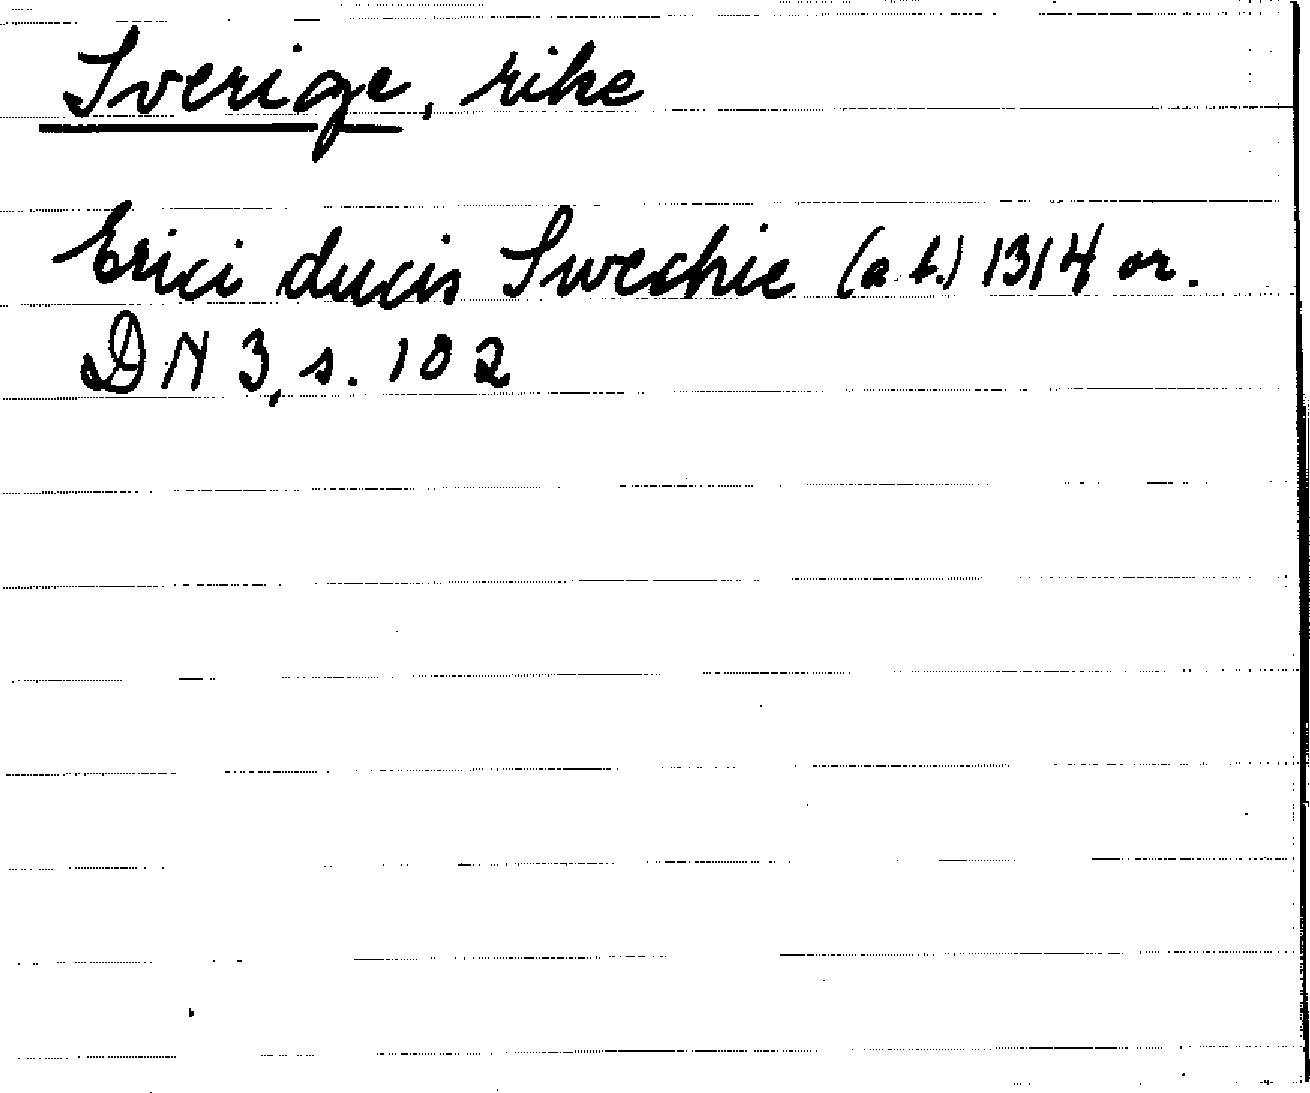 Sverige, rike
Erici ducis Swechie (a. l.) 1314 or.
DN 3, s. 102